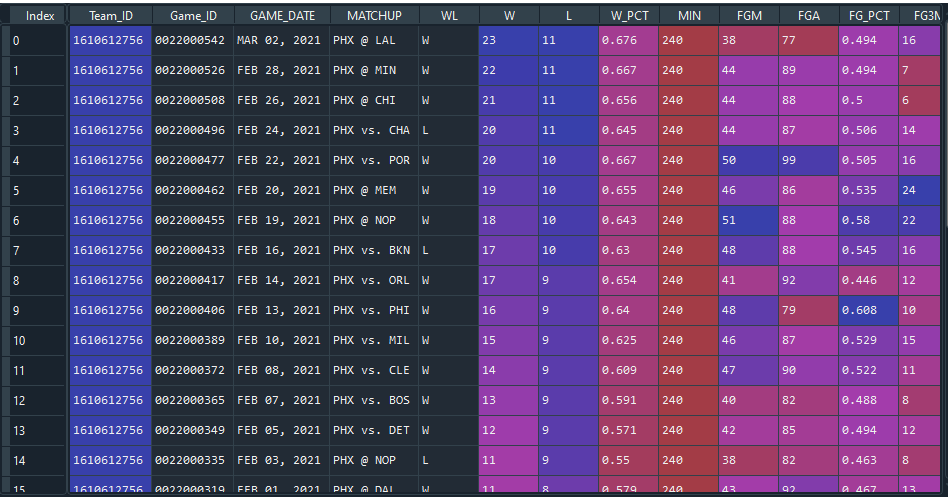 Index Team_ID Game_ID GAME_DATE MATCHUP WL W L W_PCT MIN FGM FGA FG_PCT FG3M
0 1610612756 0022000542 MAR 02, 2021 PHX @ LAL W 23 11 0.676 240 38 77 0.494 16
1 1610612756 0022000526 FEB 28, 2021 PHX @ MIN W 22 11 0.667 240 44 89 0.494 7
2 1610612756 0022000508 FEB 26, 2021 PHX @ CHI W 21 11 0.656 240 44 88 0.5 6
3 1610612756 0022000496 FEB 24, 2021 PHX vs. CHA L 20 11 0.645 240 44 87 0.506 14
4 1610612756 0022000477 FEB 22, 2021 PHX vs. POR W 20 10 0.667 240 50 99 0.505 16
5 1610612756 0022000462 FEB 20, 2021 PHX @ MEM W 19 10 0.655 240 46 86 0.535 24
6 1610612756 0022000455 FEB 19, 2021 PHX @ NOP W 18 10 0.643 240 51 88 0.58 22
7 1610612756 0022000433 FEB 16, 2021 PHX vs. BKN L 17 10 0.63 240 48 88 0.545 16
8 1610612756 0022000417 FEB 14, 2021 PHX vs. ORL W 17 9 0.654 240 41 92 0.446 12
9 1610612756 0022000406 FEB 13, 2021 PHX vs. PHI W 16 9 0.64 240 48 79 0.608 10
10 1610612756 0022000389 FEB 10, 2021 PHX vs. MIL W 15 9 0.625 240 46 87 0.529 15
11 1610612756 0022000372 FEB 08, 2021 PHX vs. CLE W 14 9 0.609 240 47 90 0.522 11
12 1610612756 0022000365 FEB 07, 2021 PHX vs. BOS W 13 9 0.591 240 40 82 0.488 8
13 1610612756 0022000349 FEB 05, 2021 PHX vs. DET W 12 9 0.571 240 42 85 0.494 12
14 1610612756 0022000335 FEB 03, 2021 PHX @ NOP L 11 9 0.55 240 38 82 0.463 8
15 1610612756 0022000319 FEB 01, 2021 PHX @ DAL W 11 8 0.579 240 43 92 0.467 13